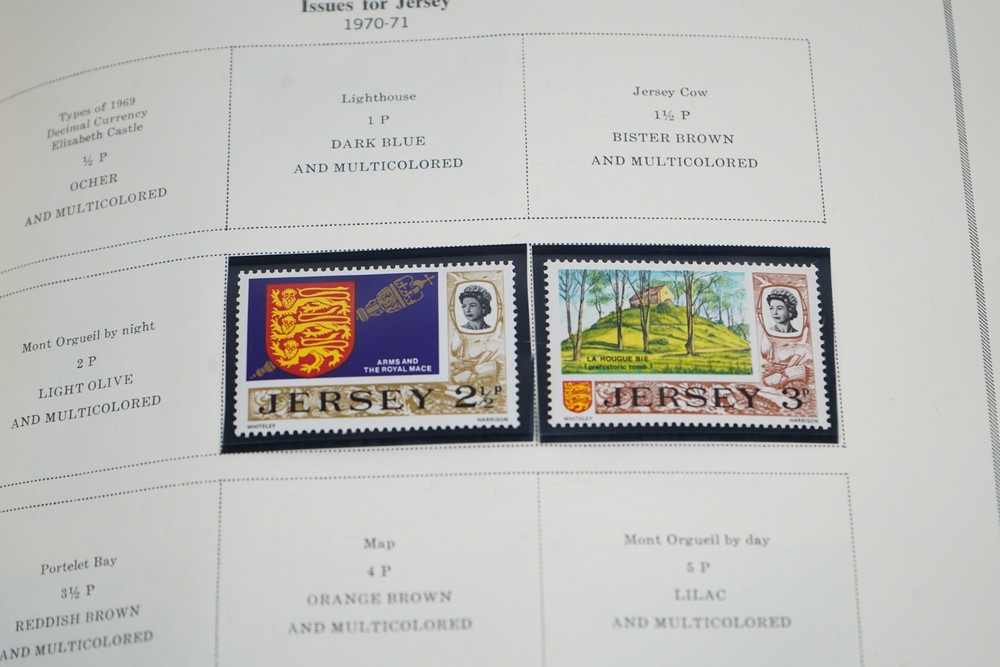 Issues for Jersey
1970-71
Types of 1969
Decimal Currency
Elizabeth Castle
½ P
OCHER
AND MULTICOLORED
Lighthouse
1 P
DARK BLUE
AND MULTICOLORED
Jersey Cow
1½ P
BISTER BROWN
AND MULTICOLORED
Mont Orgueil by night
2 P
LIGHT OLIVE
AND MULTICOLORED
ARMS AND
THE ROYAL MACE
JERSEY 2½P
WHITELEY HARRISON
LA HOUGUE BIE
(prehistoric tomb)
JERSEY 3P
WHITELEY HARRISON
Portelet Bay
3½ P
REDDISH BROWN
AND MULTICOLORED
Map
4 P
ORANGE BROWN
AND MULTICOLORED
Mont Orgueil by day
5 P
LILAC
AND MULTICOLORED